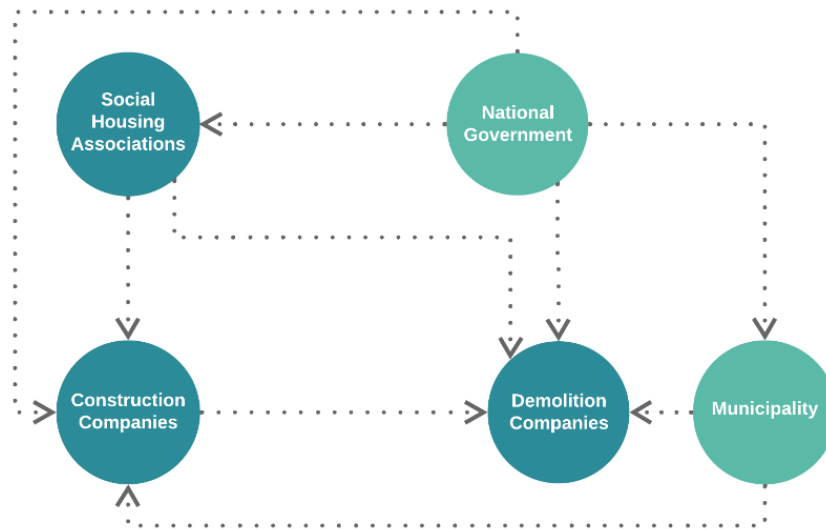 Social
Housing
Associations
National
Government
Construction
Companies
Demolition
Companies
Municipality